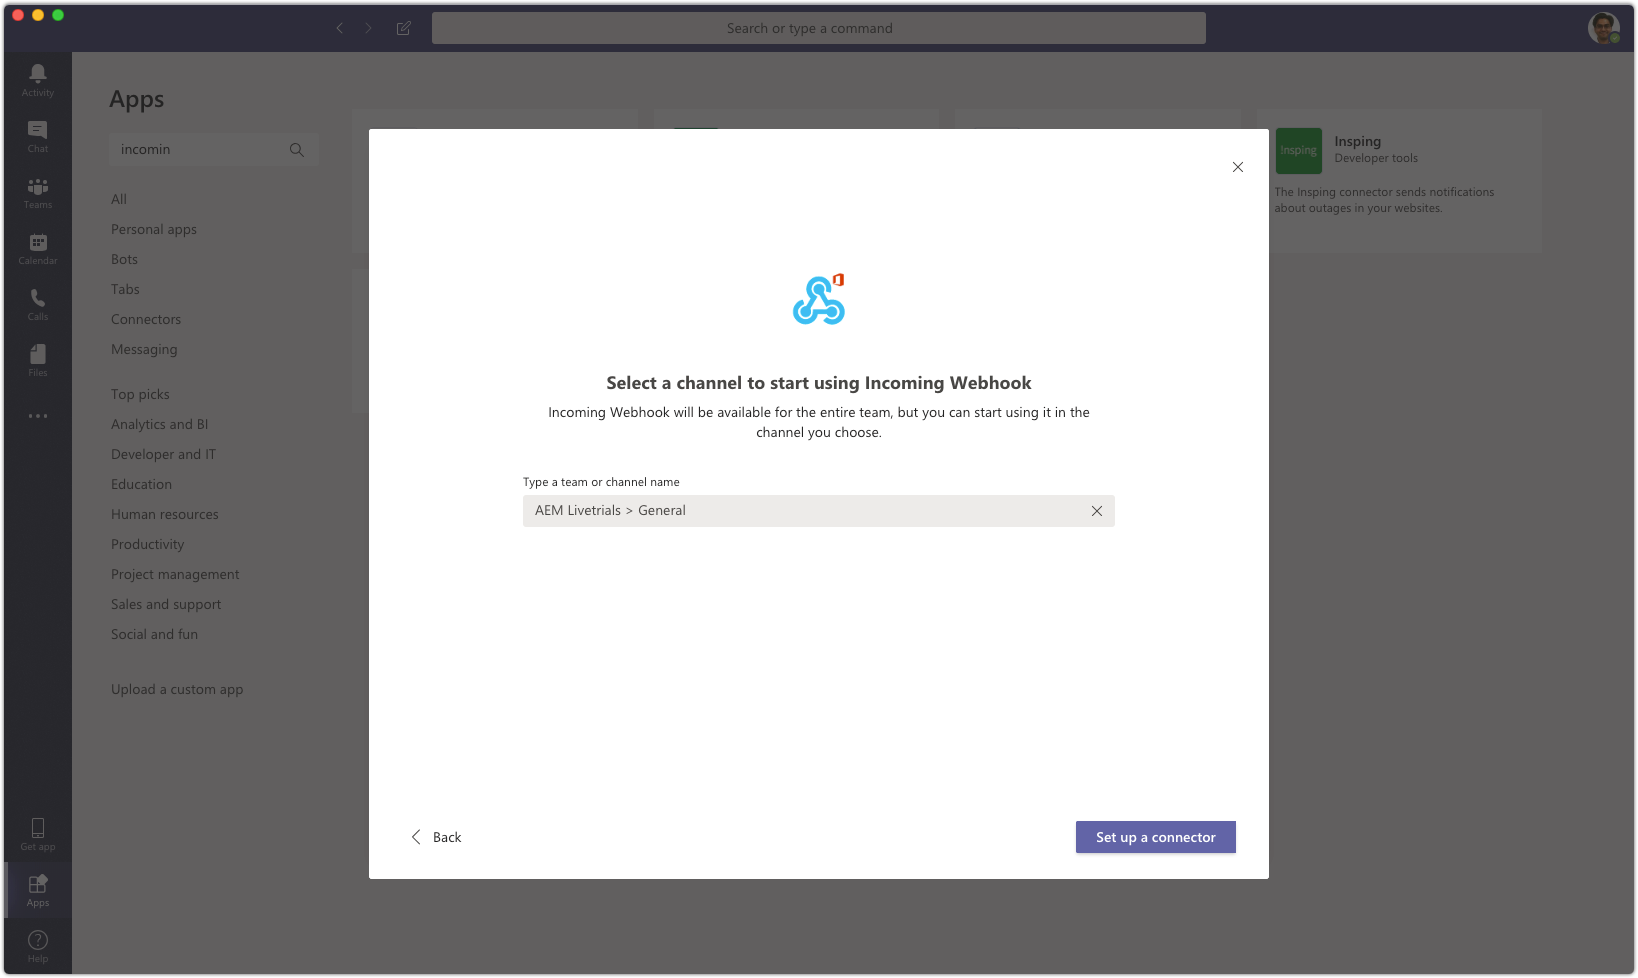 Search or type a command
Activity
Chat
Teams
Calendar
Calls
Files
Get app
Apps
Help
Apps
incomin
All
Personal apps
Bots
Tabs
Connectors
Messaging
Top picks
Analytics and BI
Developer and IT
Education
Human resources
Productivity
Project management
Sales and support
Social and fun
Upload a custom app
Insping
Insping
Developer tools
The Insping connector sends notifications
about outages in your websites.
Select a channel to start using Incoming Webhook
Incoming Webhook will be available for the entire team, but you can start using it in the
channel you choose.
Type a team or channel name
AEM Livetrials > General
Back
Set up a connector